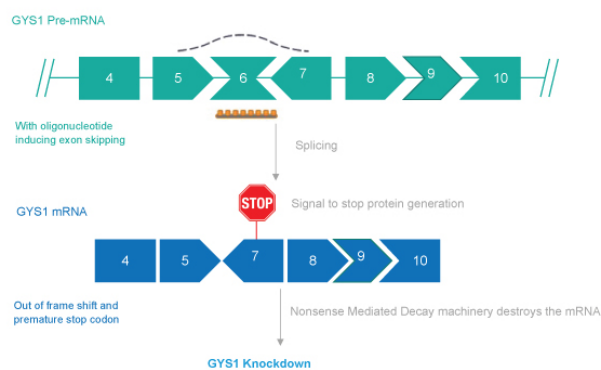 GYS1 Pre-mRNA
4 5 6 7 8 9 10
With oligonucleotide
inducing exon skipping
Splicing
STOP
Signal to stop protein generation
GYS1 mRNA
4 5 7 8 9 10
Out of frame shift and
premature stop codon
Nonsense Mediated Decay machinery destroys the mRNA
GYS1 Knockdown